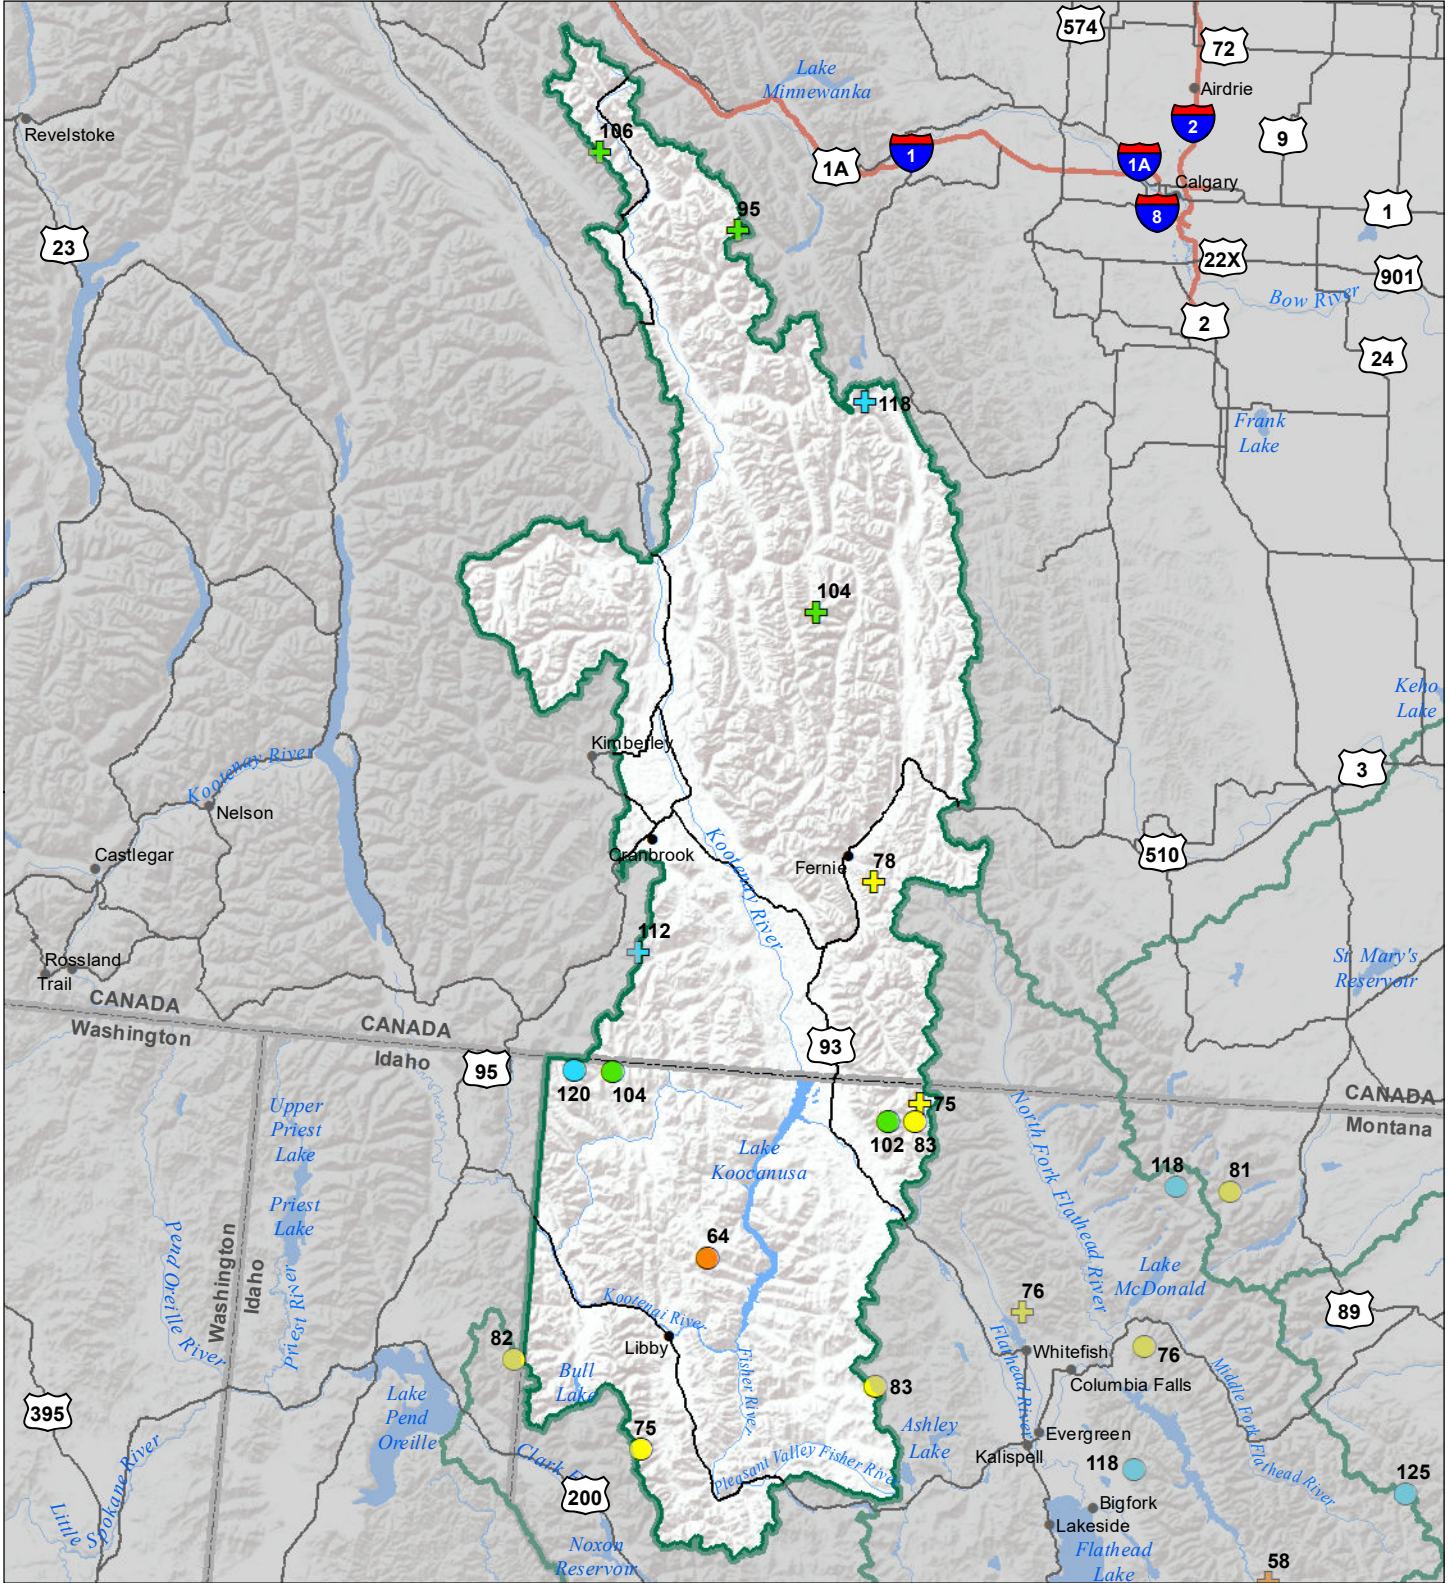 574
72
Lake
Minnewanka
Airdrie
Revelstoke
106
2
9
1A
1
1A
Calgary
95
8
1
23
22X
901
Bow River
2
24
118
Frank
Lake
104
Keho
Lake
Kimberley
Kootenay River
3
Nelson
Kootenay River
Castlegar
Cranbrook
Fernie
78
510
112
Rossland
Trail
St. Mary's
Reservoir
CANADA
Washington
CANADA
Idaho
93
95
120
104
75
102
83
CANADA
Montana
Upper
Priest
Lake
North Fork Flathead River
Lake
Koocanusa
118
81
Priest
Lake
Pend Oreille River
Washington
Idaho
Priest River
64
Lake
McDonald
76
Kootenai River
89
82
Libby
Flathead River
Whitefish
76
Columbia Falls
Middle Fork Flathead River
Bull
Lake
Fisher River
83
395
Lake
Pend
Oreille
75
Ashley
Lake
Evergreen
Kalispell
Clark
Pleasant Valley Fisher River
118
125
200
Little
Spokane River
Bigfork
Lakeside
Noxon
Reservoir
Flathead
Lake
58